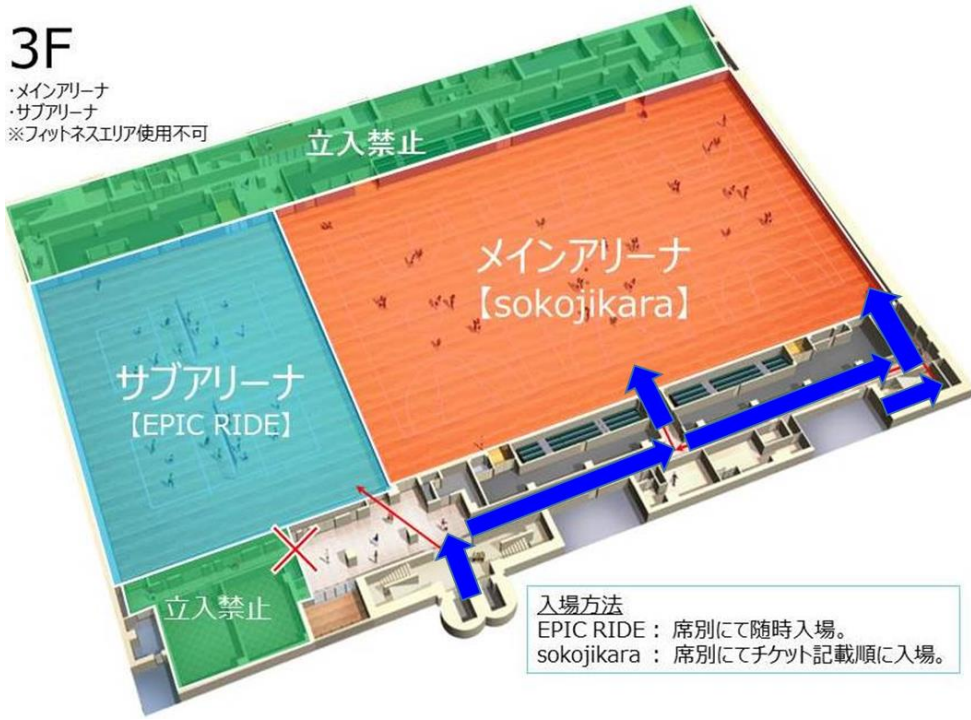 3F
・メインアリーナ
・サブアリーナ
※フィットネスエリア使用不可
立入禁止
メインアリーナ
【sokojikara】
サブアリーナ
【EPIC RIDE】
立入禁止
入場方法
EPIC RIDE： 席別にて随時入場。
sokojikara ： 席別にてチケット記載順に入場。